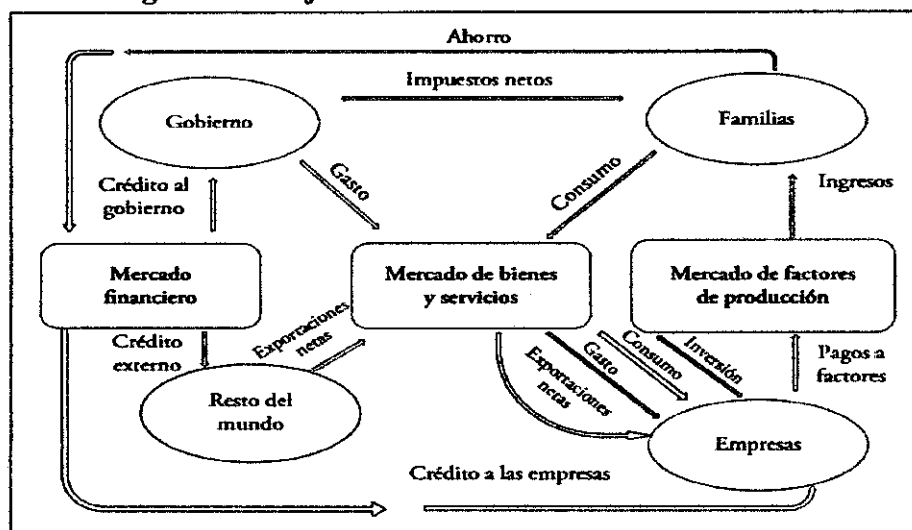 Ahorro
Impuestos netos
Gobierno
Familias
Gasto
Consumo
Crédito al
gobierno
Ingresos
Mercado
financiero
Mercado de bienes
y servicios
Mercado de factores
de producción
Crédito
externo
Exportaciones
netas
Exportaciones
netas
Gasto
Consumo
Inversión
Pagos a
factores
Resto del
mundo
Empresas
Crédito a las empresas